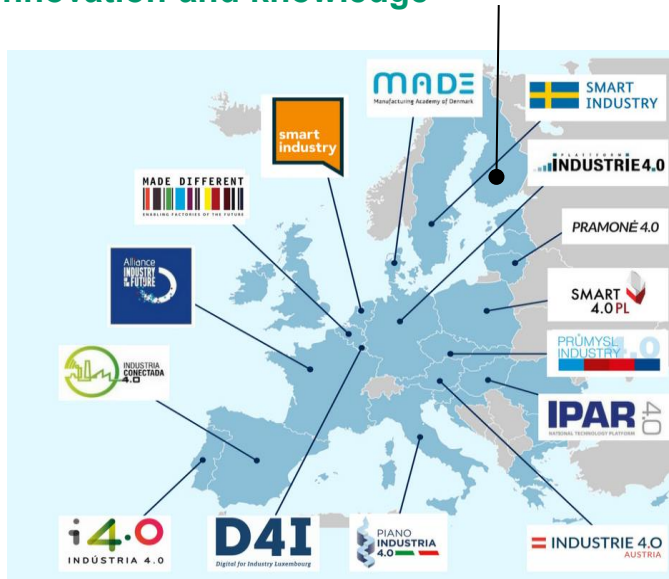 nnovation and knowledge
MADE
Manufacturing Academy of Denmark
SMART
INDUSTRY
smart
industry
PLATTFORM
INDUSTRIE4.0
MADE DIFFERENT
ENABLING FACTORIES OF THE FUTURE
PRAMONĖ 4.0
Alliance
INDUSTRY
OF THE
FUTURE
SMART
4.0 PL
PRŮMYSL 4.0
INDUSTRY
INDUSTRIA
CONECTADA
4.0
IPAR 4.0
NATIONAL TECHNOLOGY PLATFORM
i4.0
INDÚSTRIA 4.0
D4I
Digital for Industry Luxembourg
PIANO
INDUSTRIA
4.0
INDUSTRIE 4.0
AUSTRIA